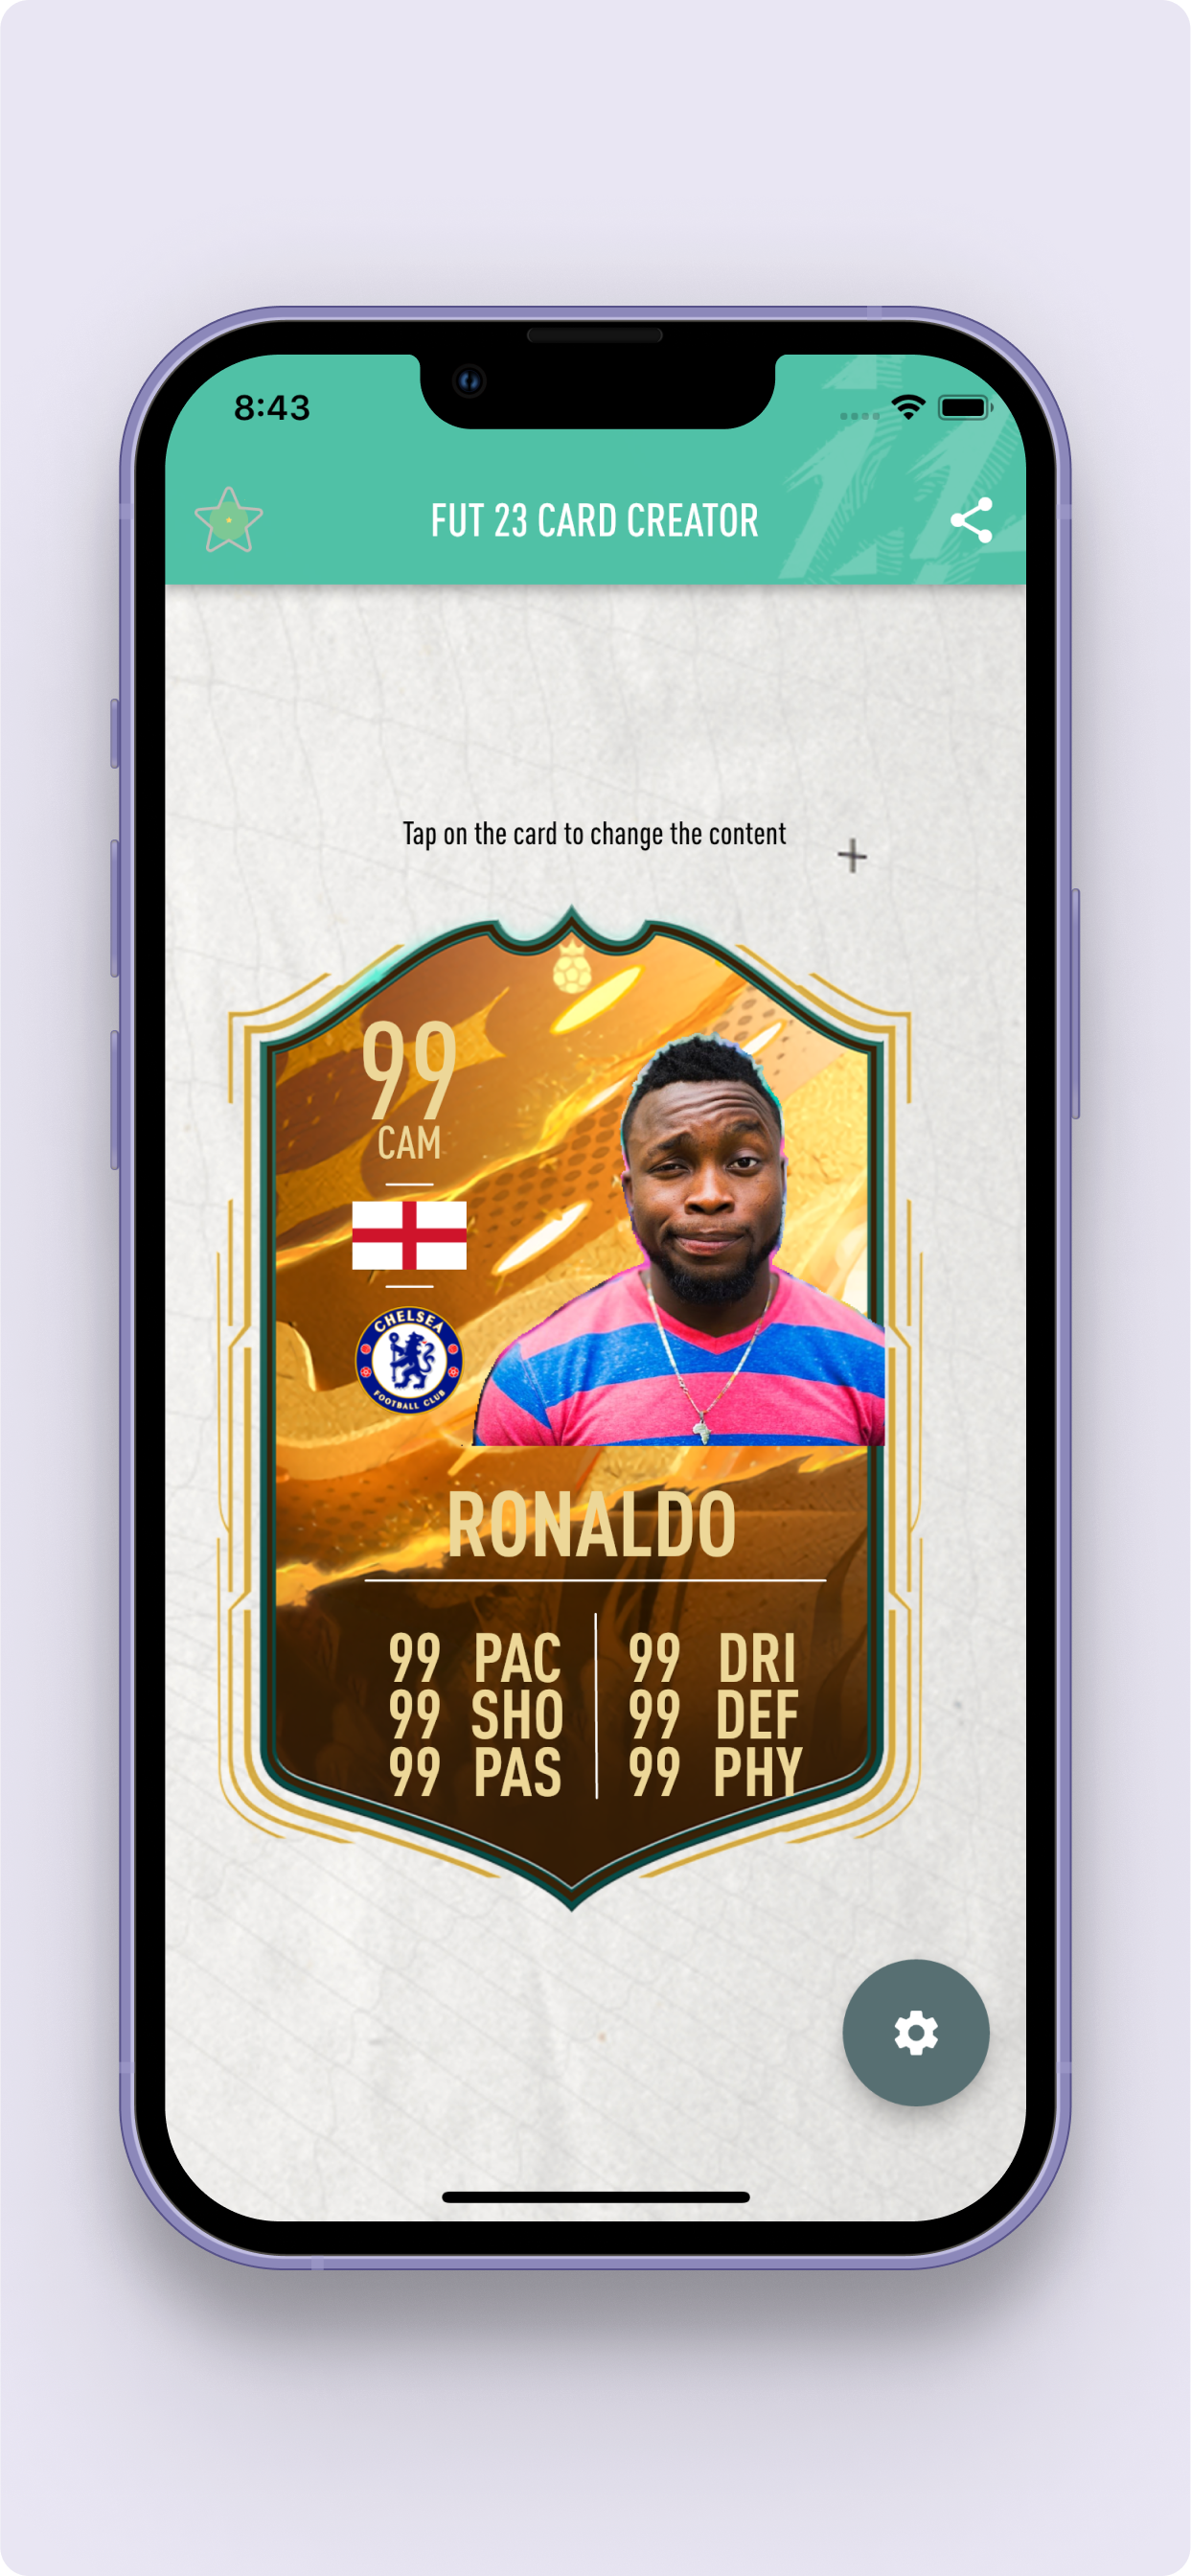 8:43
FUT 23 CARD CREATOR
Tap on the card to change the content
99
CAM
CHELSEA
FOOTBALL CLUB
RONALDO
99 PAC 99 DRI
99 SHO 99 DEF
99 PAS 99 PHY